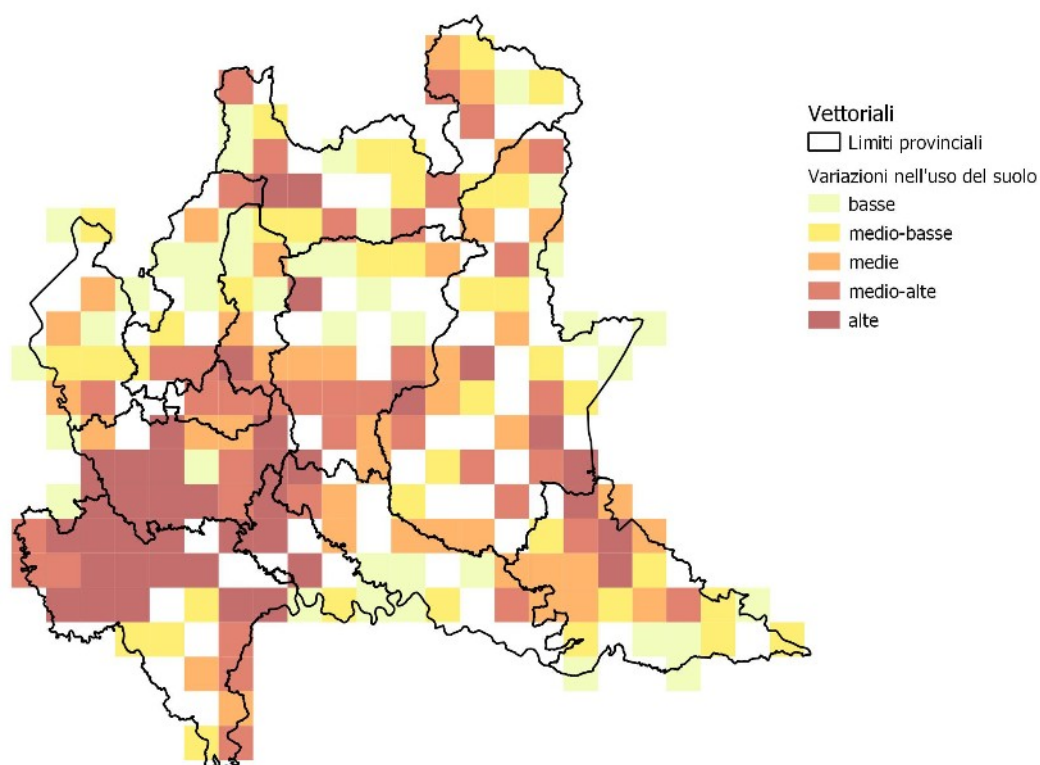 Vettoriali
Limiti provinciali
Variazioni nell'uso del suolo
basse
medio-basse
medie
medio-alte
alte